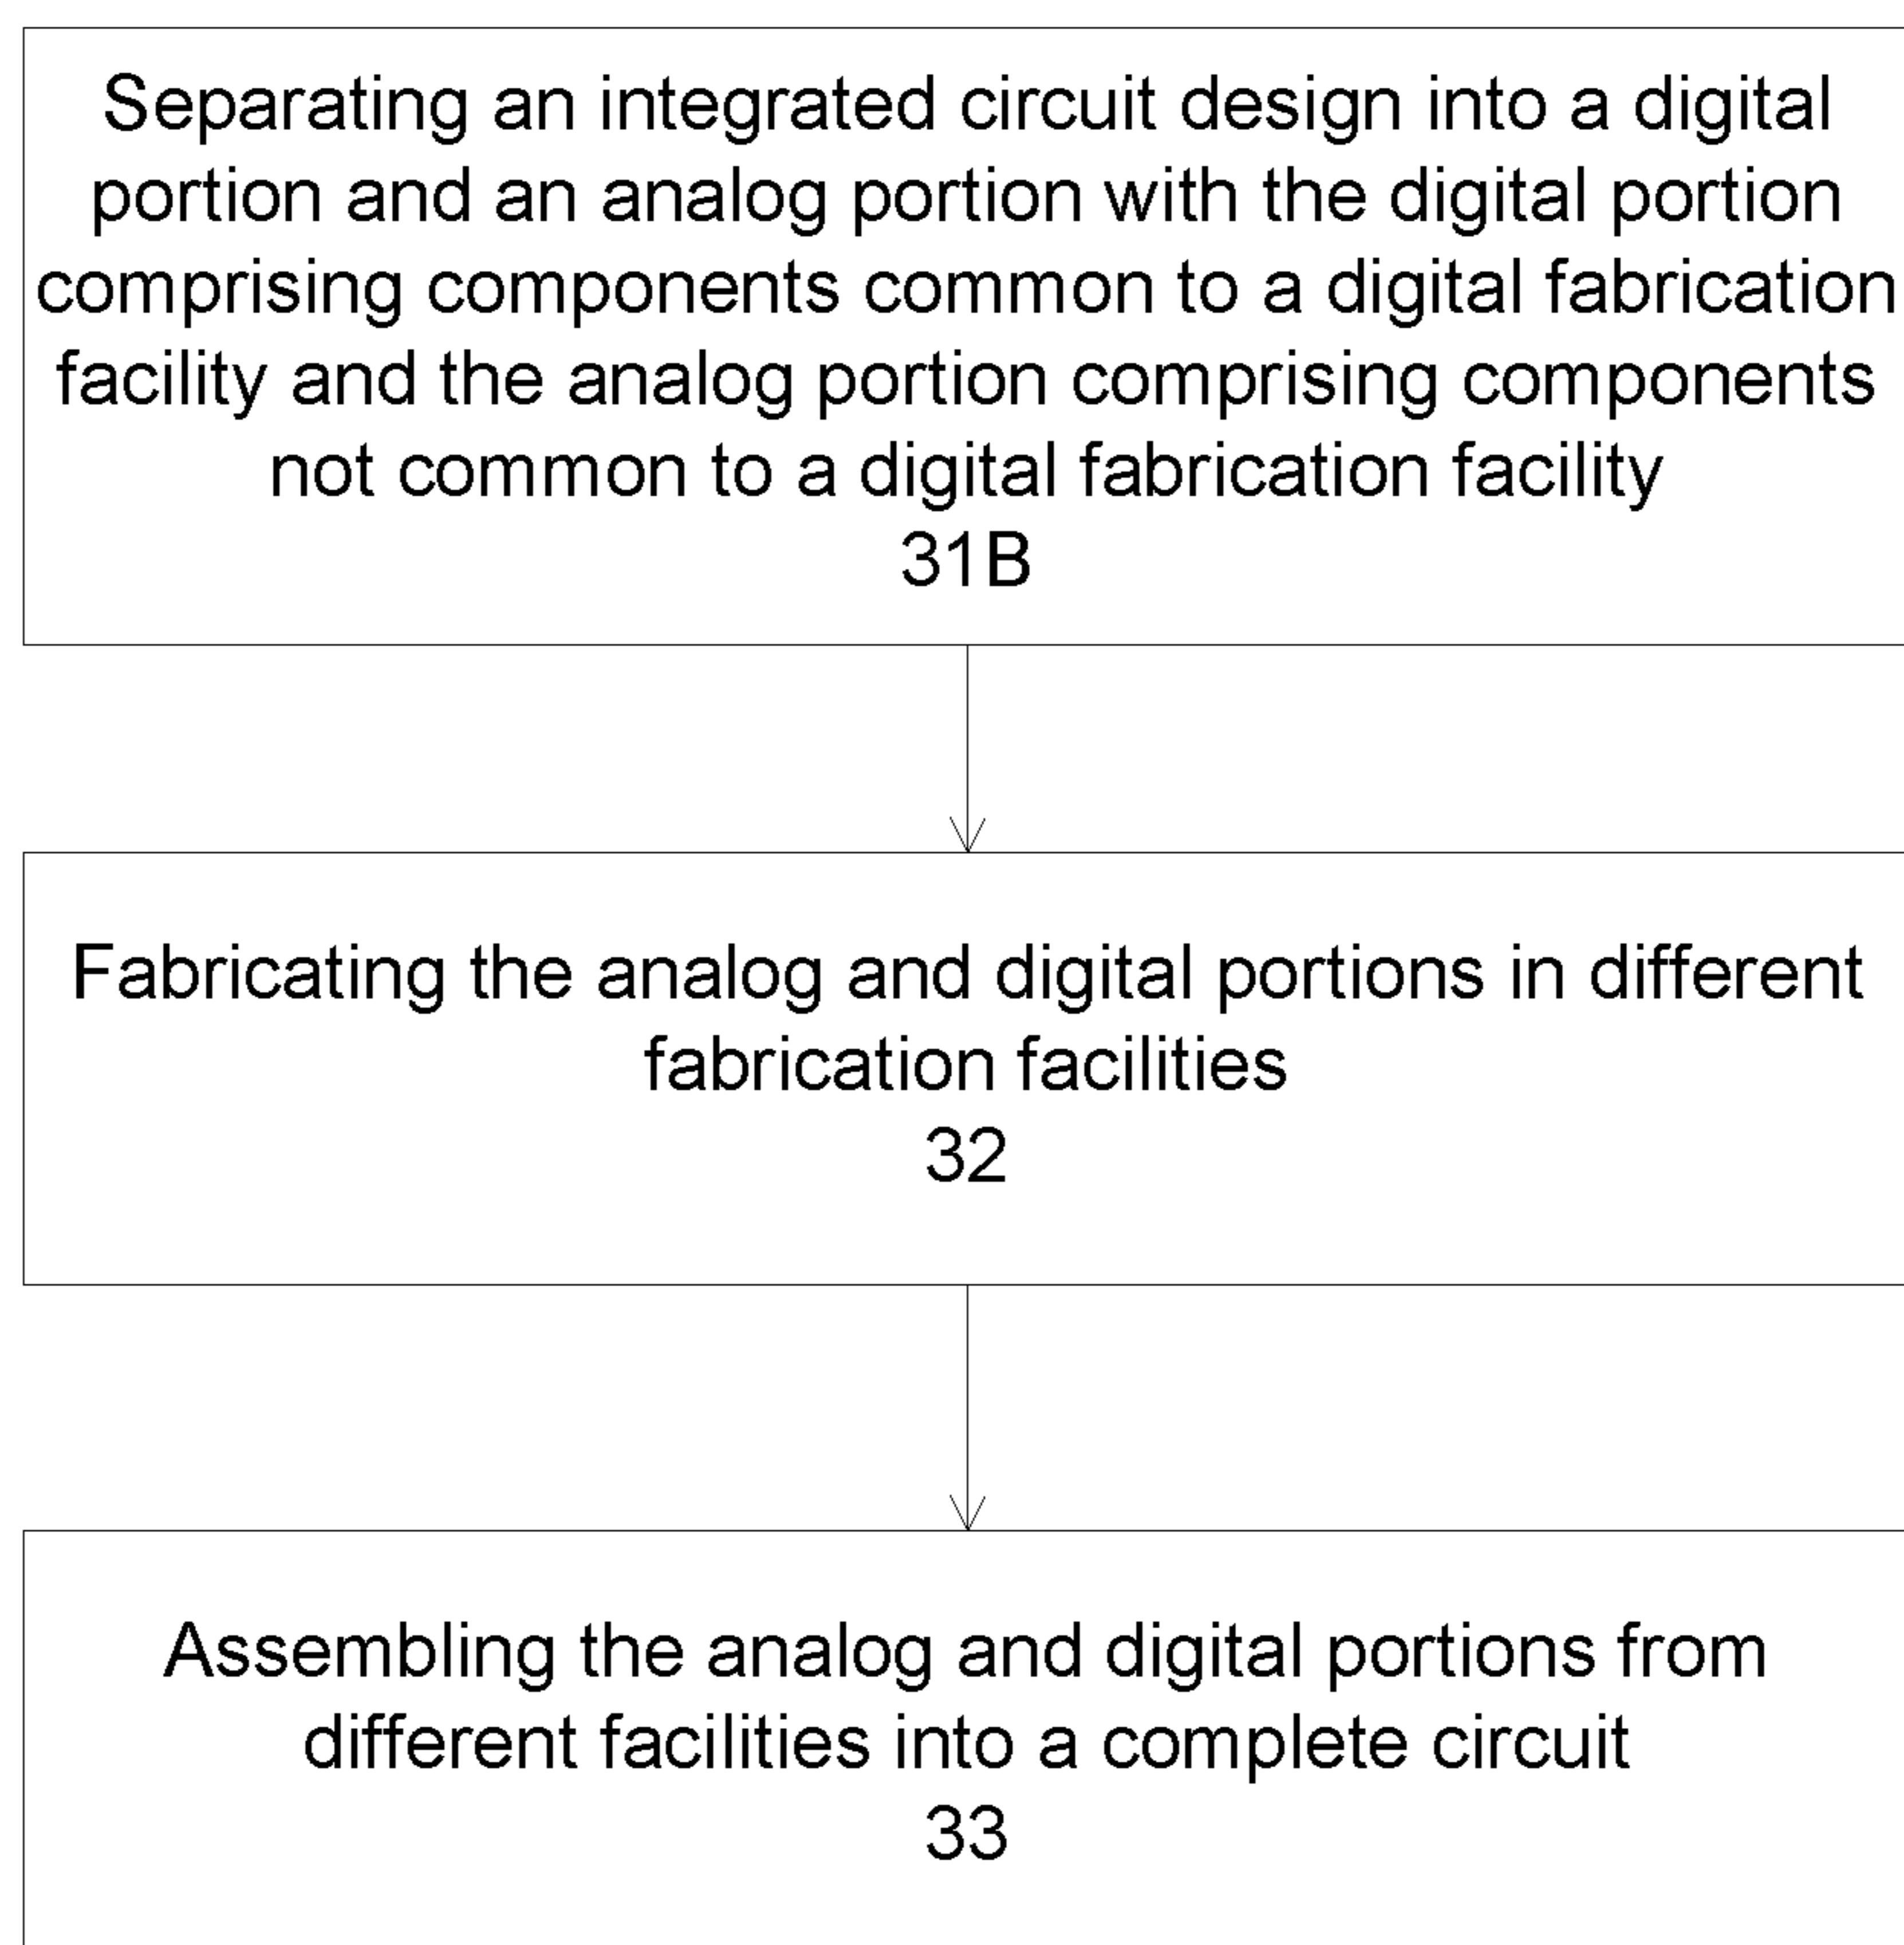 Separating an integrated circuit design into a digital
portion and an analog portion with the digital portion
comprising components common to a digital fabrication
facility and the analog portion comprising components
not common to a digital fabrication facility
31B
Fabricating the analog and digital portions in different
fabrication facilities
32
Assembling the analog and digital portions from
different facilities into a complete circuit
33